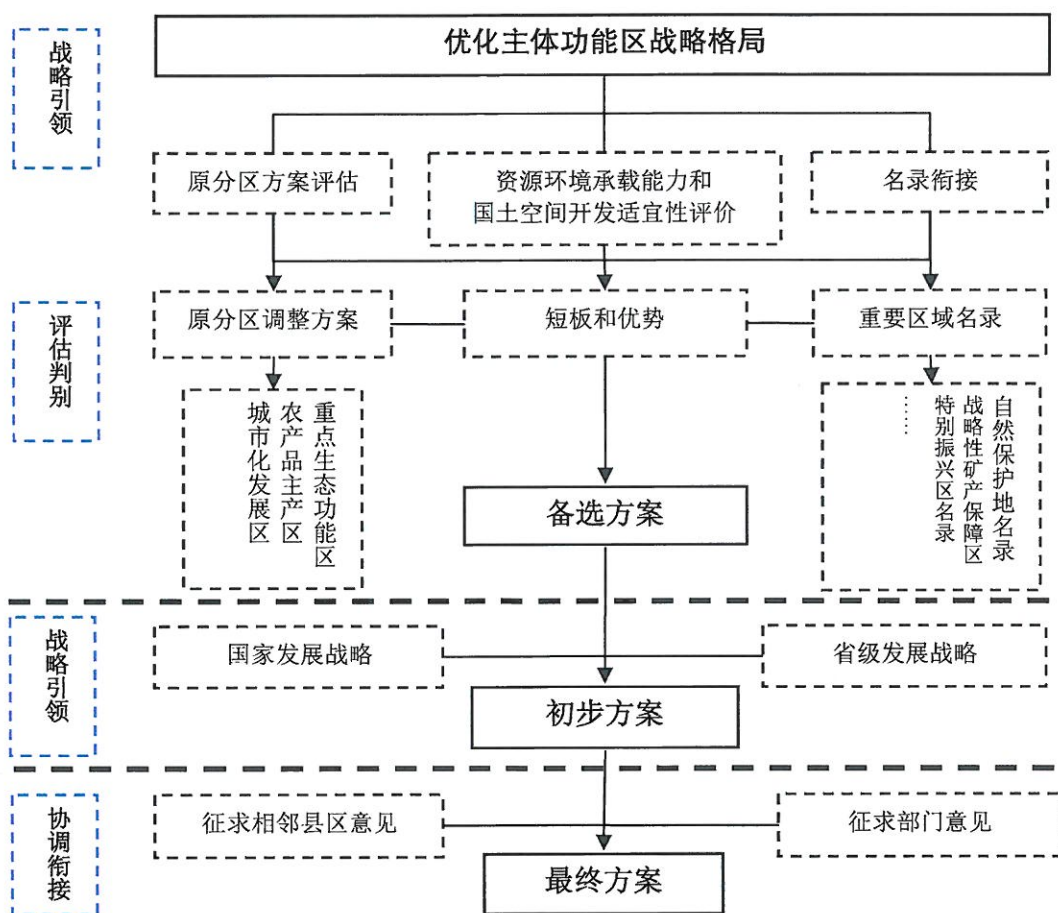 战略引领
优化主体功能区战略格局
原分区方案评估
资源环境承载能力和
国土空间开发适宜性评价
名录衔接
评估判别
原分区调整方案
短板和优势
重要区域名录
重点生态功能区
农产品主产区
城市化发展区
自然保护地名录
战略性矿产保障区
特别振兴区名录
……
备选方案
战略引领
国家发展战略
省级发展战略
初步方案
协调衔接
征求相邻县区意见
征求部门意见
最终方案